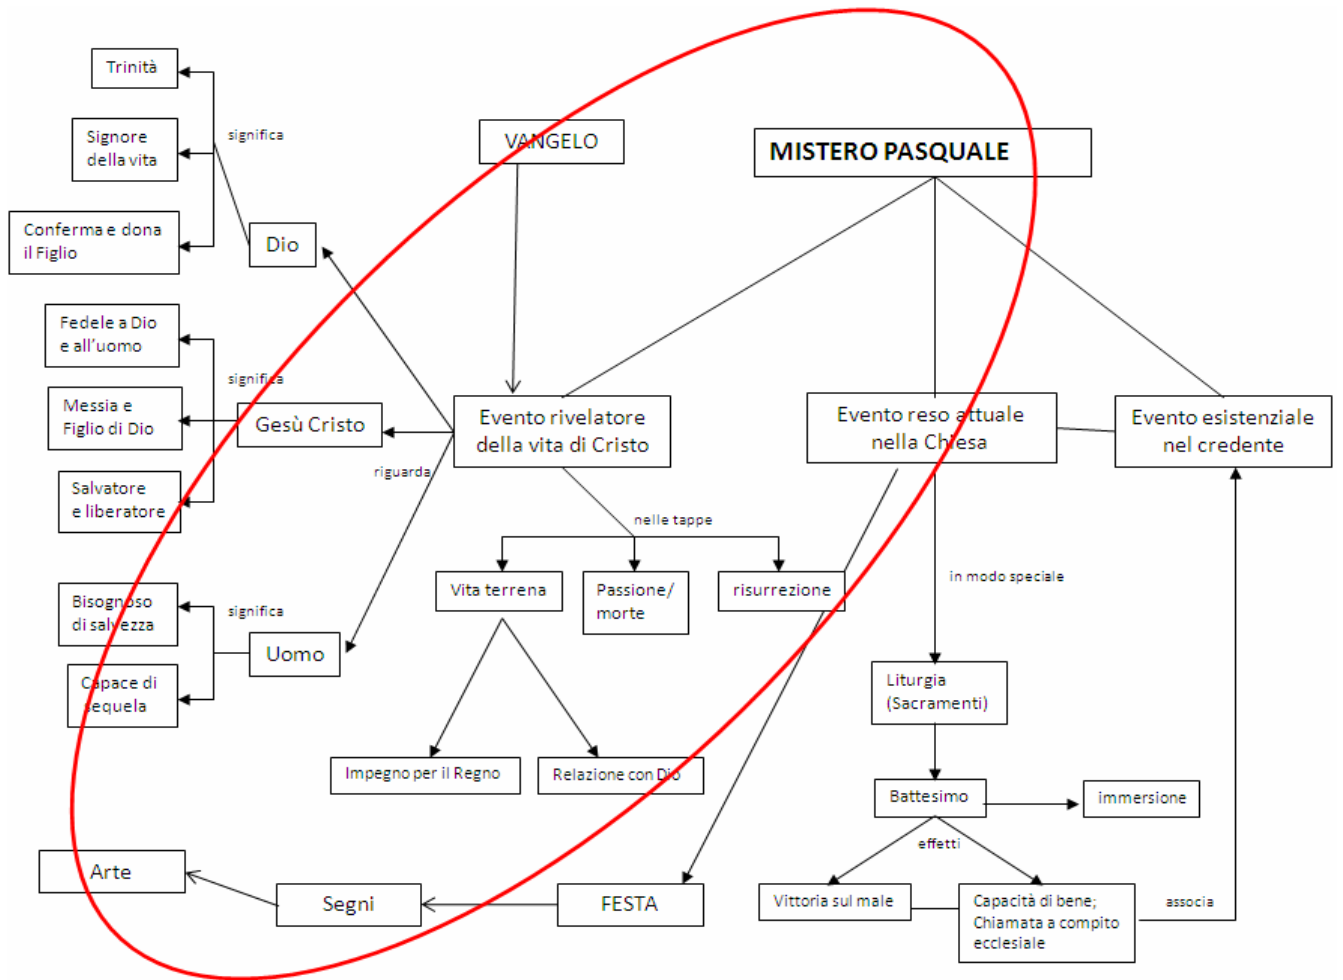 Trinità
significa
Signore
della vita
VANGELO
MISTERO PASQUALE
Conferma e dona
il Figlio
Dio
Fedele a Dio
e all'uomo
significa
Messia e
Figlio di Dio
Gesù Cristo
Evento rivelatore
della vita di Cristo
Evento reso attuale
nella Chiesa
Evento esistenziale
nel credente
riguarda
Salvatore
e liberatore
nelle tappe
Bisognoso
di salvezza
significa
Vita terrena
Passione/
morte
risurrezione
in modo speciale
Uomo
Capace di
sequela
Liturgia
(Sacramenti)
Impegno per il Regno
Relazione con Dio
Battesimo
immersione
effetti
Arte
Segni
FESTA
Vittoria sul male
Capacità di bene;
Chiamata a compito
ecclesiale
associa